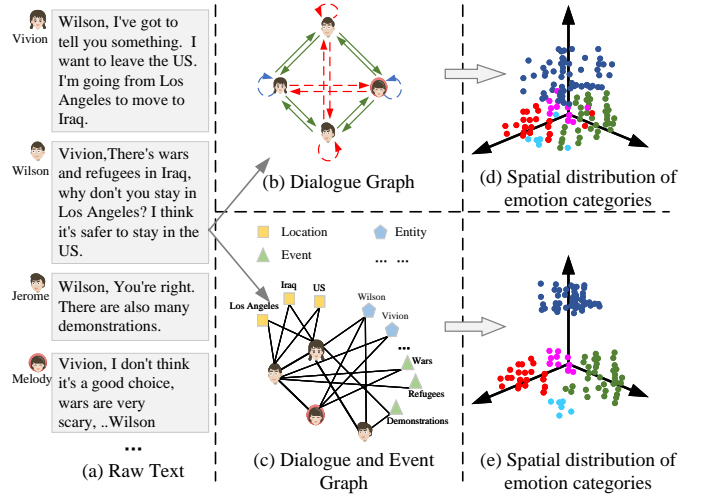 Vivion
Wilson, I've got to
tell you something.  I
want to leave the US.
I'm going from Los
Angeles to move to
Iraq.
Wilson
Vivion,There's wars
and refugees in Iraq,
why don't you stay in
Los Angeles? I think
it's safer to stay in the
US.
Jerome
Wilson, You're right.
There are also many
demonstrations.
Melody
Vivion, I don't think
it's a good choice,
wars are very
scary, ..Wilson
...
(a) Raw Text
(b) Dialogue Graph
Location
Entity
Event
... ...
Iraq
US
Los Angeles
Wilson
Vivion
...
Wars
Refugees
Demonstrations
(c) Dialogue and Event
Graph
(d) Spatial distribution of
emotion categories
(e) Spatial distribution of
emotion categories